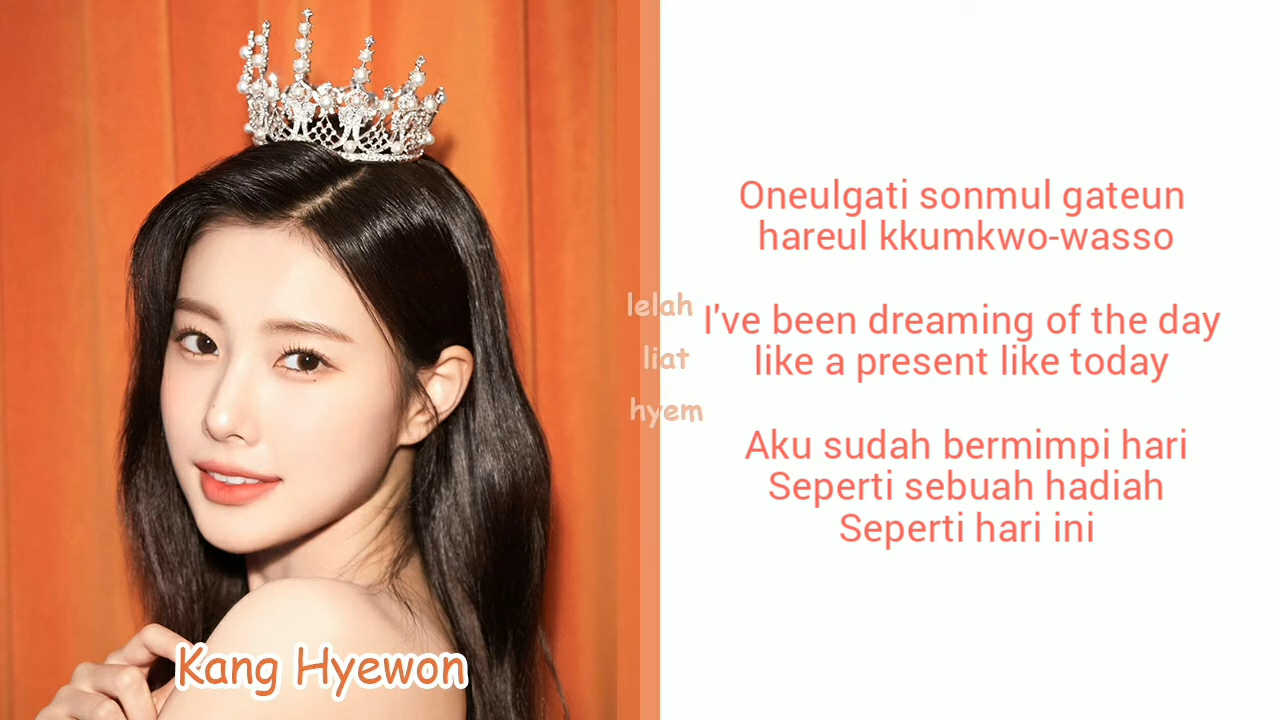 Oneulgati sonmul gateun
hareul kkumkwo-wasso
I've been dreaming of the day
like a present like today
Aku sudah bermimpi hari
Seperti sebuah hadiah
Seperti hari ini
lelah
liat
hyem
Kang Hyewon